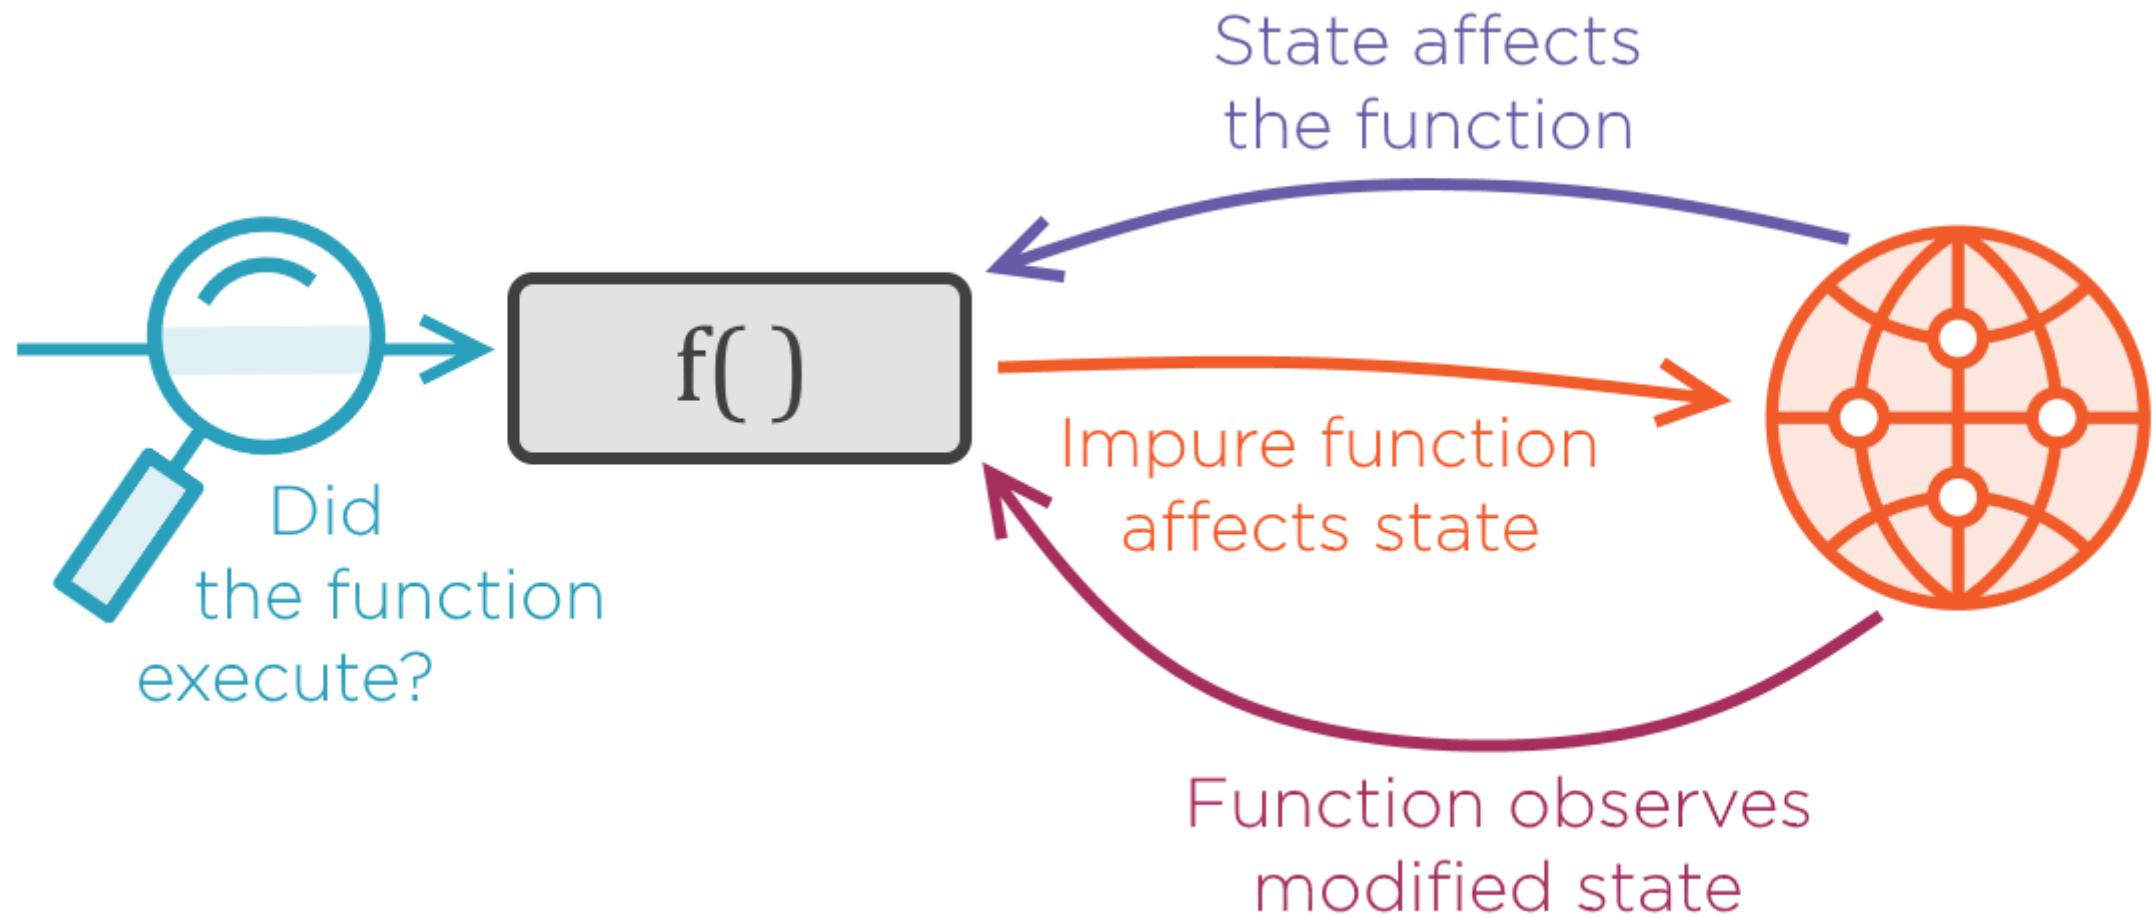 State affects
the function
f( )
Impure function
affects state
Did
the function
execute?
Function observes
modified state